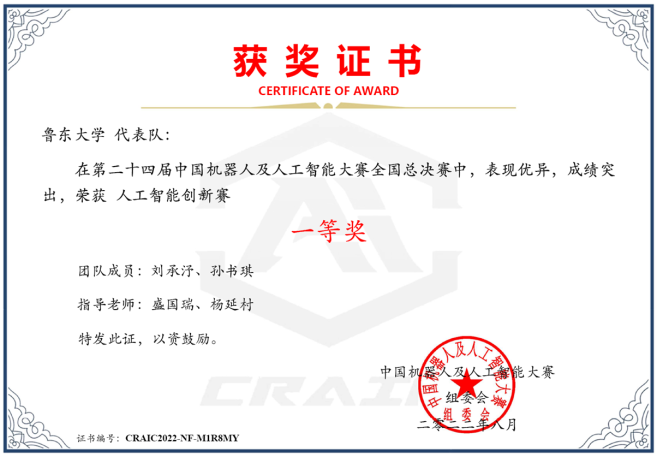 获奖证书
CERTIFICATE OF AWARD
鲁东大学 代表队：
在第二十四届中国机器人及人工智能大赛全国总决赛中，表现优异，成绩突
出，荣获 人工智能创新赛
一等奖
团队成员：刘承汿、孙书琪
指导老师：盛国瑞、杨延村
特发此证，以资鼓励。
中国机器人及人工智能大赛
组委会
二〇二二年八月
中国机器人及人工智能大赛
组委会
CRAIC
证书编号：CRAIC2022-NF-M1R8MY